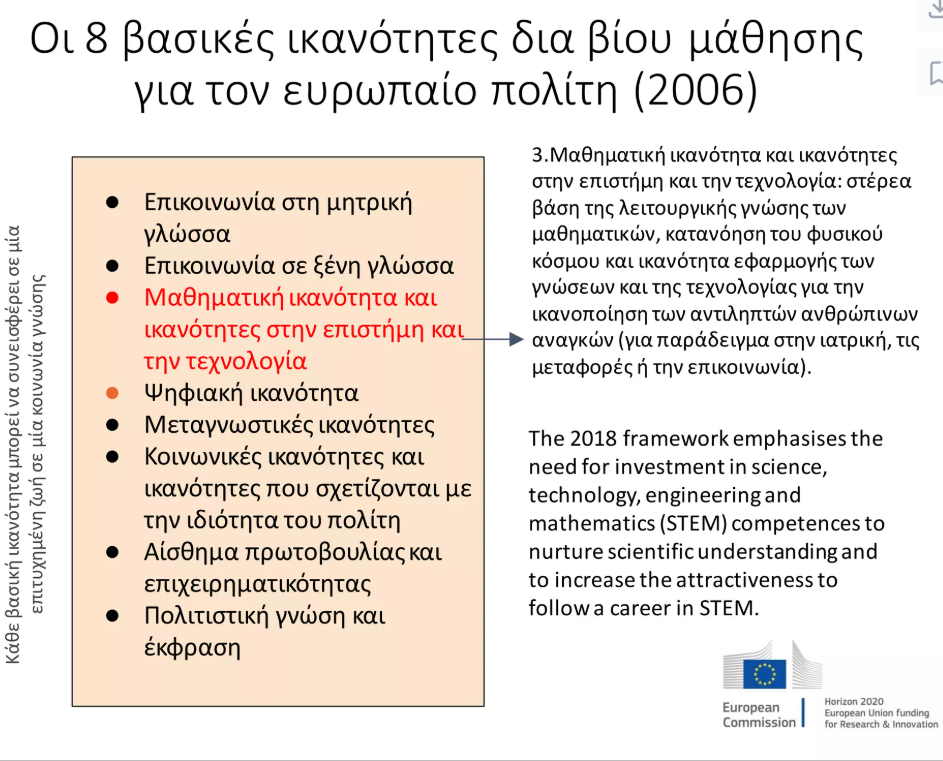 Οι 8 βασικές ικανότητες δια βίου μάθησης
για τον ευρωπαίο πολίτη (2006)
Κάθε βασική ικανότητα μπορεί να συνεισφέρει σε μία
επιτυχημένη ζωή σε μία κοινωνία γνώσης
● Επικοινωνία στη μητρική
γλώσσα
● Επικοινωνία σε ξένη γλώσσα
● Μαθηματική ικανότητα και
ικανότητες στην επιστήμη και
την τεχνολογία
● Ψηφιακή ικανότητα
● Μεταγνωστικές ικανότητες
● Κοινωνικές ικανότητες και
ικανότητες που σχετίζονται με
την ιδιότητα του πολίτη
● Αίσθημα πρωτοβουλίας και
επιχειρηματικότητας
● Πολιτιστική γνώση και
έκφραση
3.Μαθηματική ικανότητα και ικανότητες
στην επιστήμη και την τεχνολογία: στέρεα
βάση της λειτουργικής γνώσης των
μαθηματικών, κατανόηση του φυσικού
κόσμου και ικανότητα εφαρμογής των
γνώσεων και της τεχνολογίας για την
ικανοποίηση των αντιληπτών ανθρώπινων
αναγκών (για παράδειγμα στην ιατρική, τις
μεταφορές ή την επικοινωνία).
The 2018 framework emphasises the
need for investment in science,
technology, engineering and
mathematics (STEM) competences to
nurture scientific understanding and
to increase the attractiveness to
follow a career in STEM.
European
Commission
Horizon 2020
European Union funding
for Research & Innovation